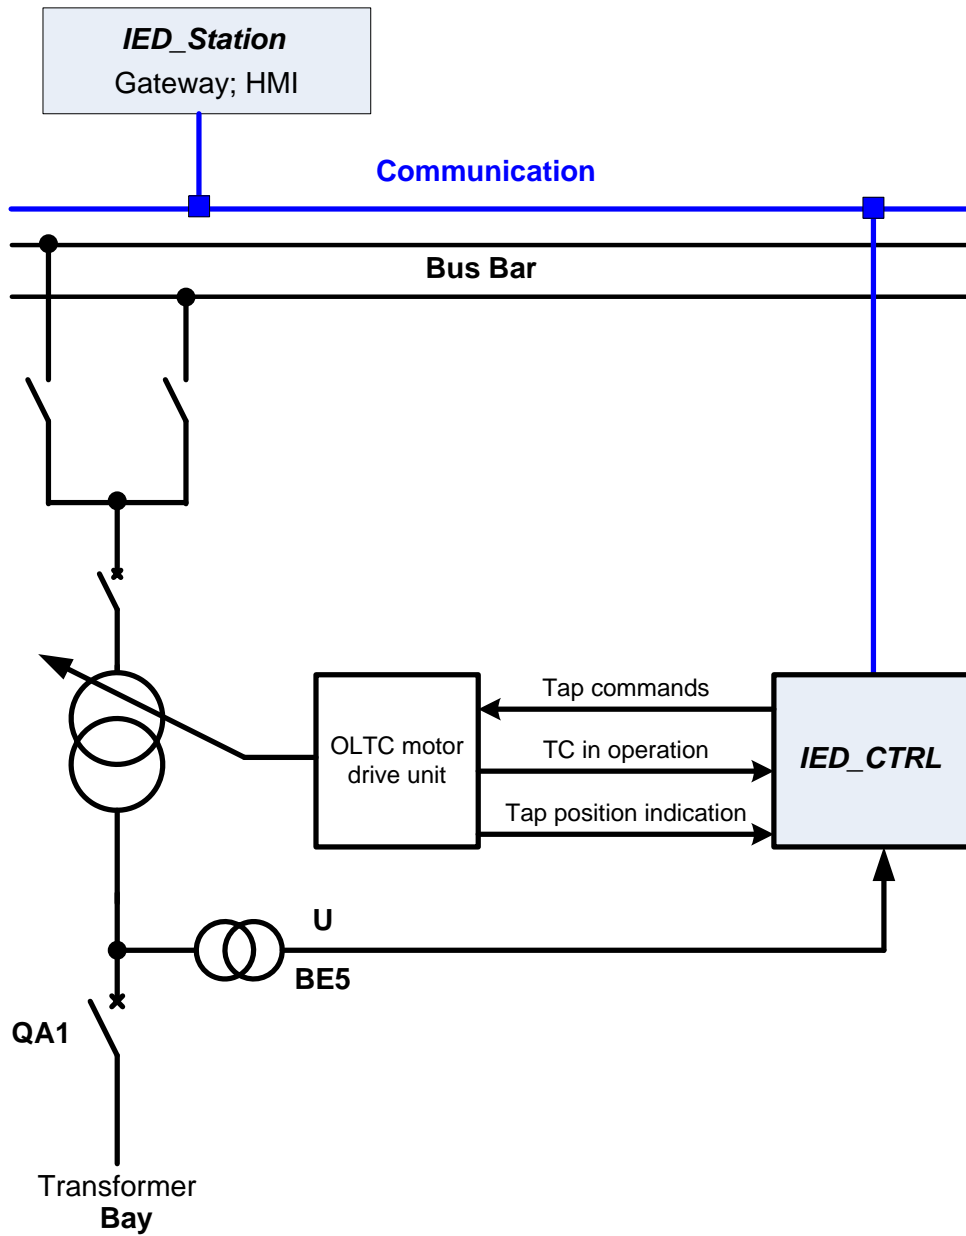 IED_Station
Gateway; HMI
Communication
Bus Bar
Tap commands
OLTC motor
drive unit
TC in operation
IED_CTRL
Tap position indication
U
BE5
QA1
Transformer
Bay